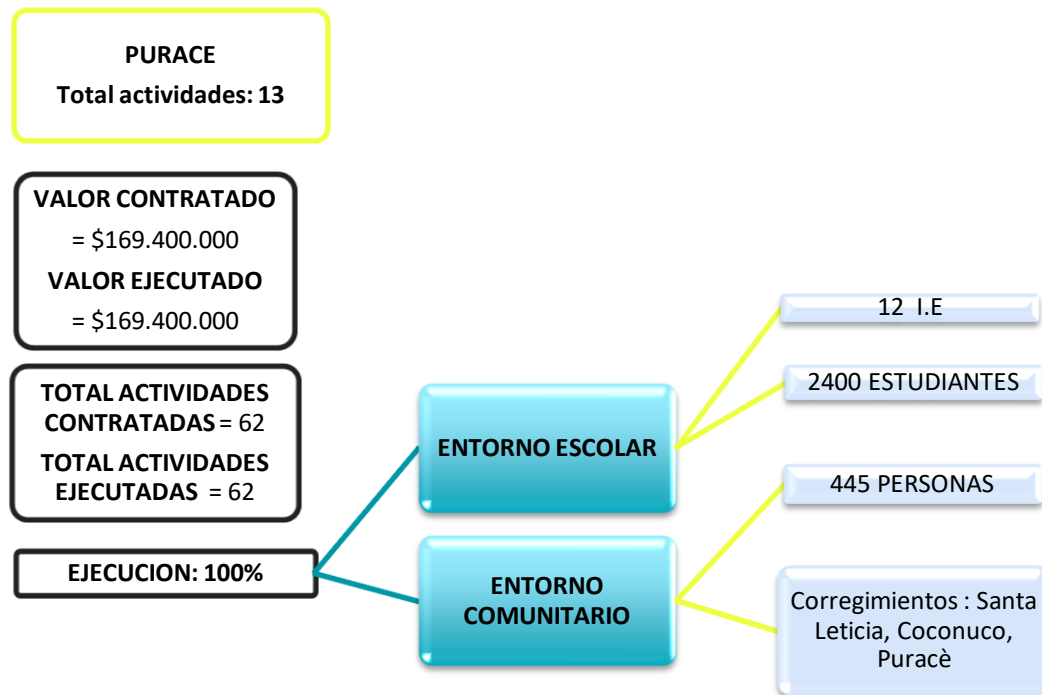 PURACE
Total actividades: 13
VALOR CONTRATADO
= $169.400.000
VALOR EJECUTADO
= $169.400.000
TOTAL ACTIVIDADES
CONTRATADAS = 62
TOTAL ACTIVIDADES
EJECUTADAS = 62
EJECUCION: 100%
ENTORNO ESCOLAR
12 I.E
2400 ESTUDIANTES
ENTORNO
COMUNITARIO
445 PERSONAS
Corregimientos : Santa
Leticia, Coconuco,
Puracè